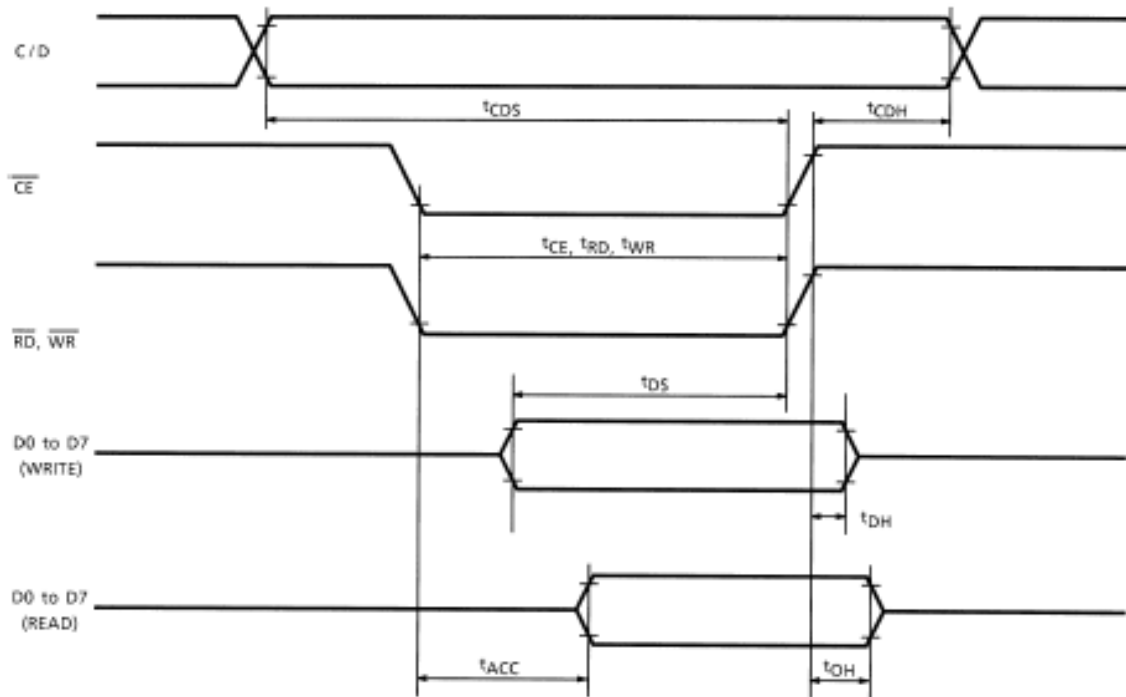 C/D
tCDS
tCDH
CE
tCE, tRD, tWR
RD, WR
tDS
D0 to D7
(WRITE)
tDH
D0 to D7
(READ)
tACC
tOH